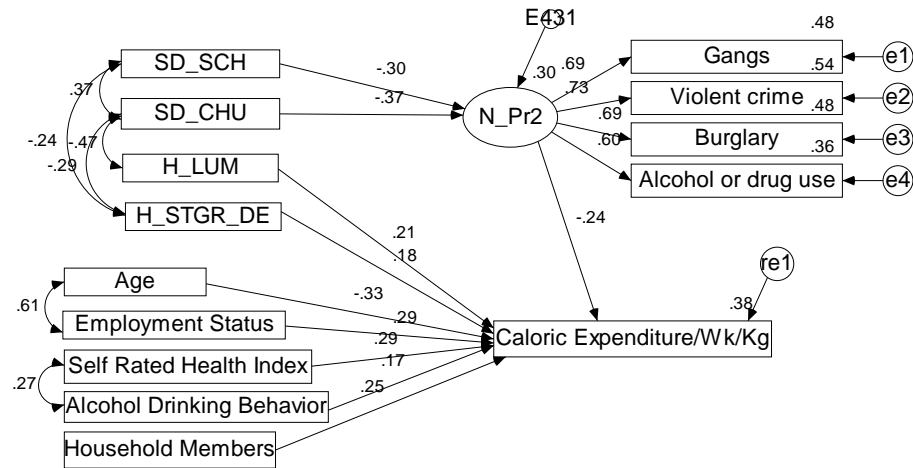 E431
.48
SD_SCH
-.30
.30
.69
Gangs
e1
.37
.73
.54
SD_CHU
-.37
N_Pr2
Violent crime
e2
-.24
-.47
.69
.48
-.29
H_LUM
.60
Burglary
e3
.36
H_STGR_DE
Alcohol or drug use
e4
.21
-.24
.18
re1
Age
-.33
.61
.29
.38
Employment Status
.29
Caloric Expenditure/Wk/Kg
Self Rated Health Index
.17
.27
.25
Alcohol Drinking Behavior
Household Members